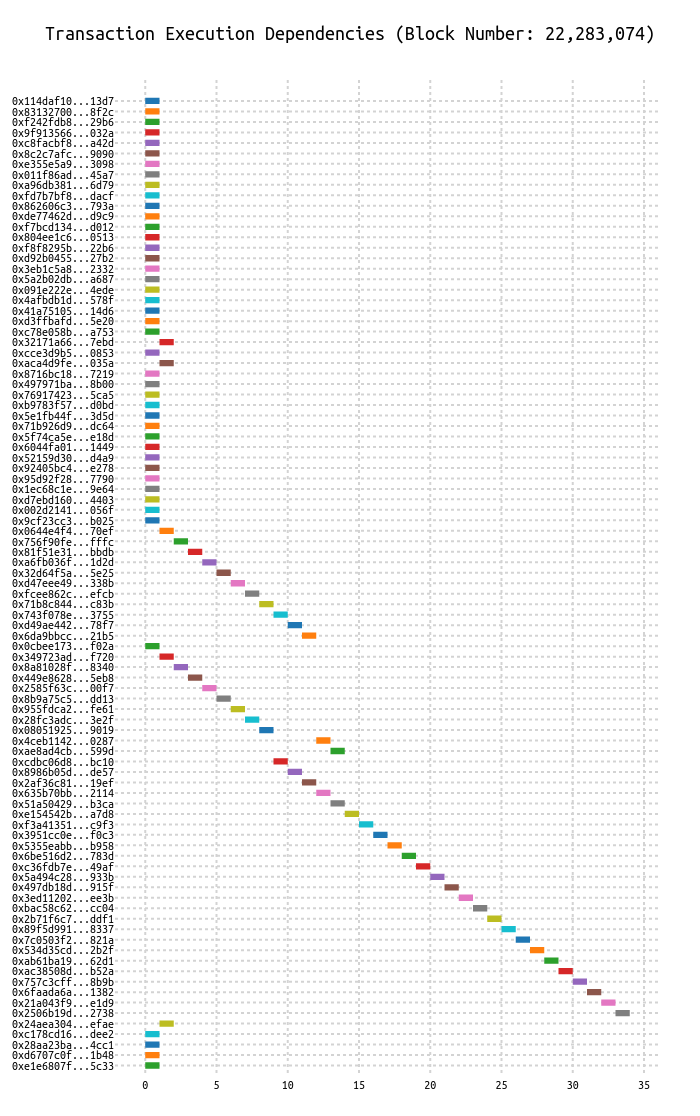 Transaction Execution Dependencies (Block Number: 22,283,074)
0x114daf10...13d7
0x83132700...8f2c
0xf242fdb8...29b6
0x9f913566...032a
0xc8facbf8...a42d
0x8c2c7afc...9090
0xe355e5a9...3098
0x011f86ad...45a7
0xa96db381...6d79
0xfd7b7bf8...dacf
0x862606c3...793a
0xde77462d...d9c9
0xf7bcd134...d012
0x804ee1c6...0513
0xf8f8295b...22b6
0xd92b0455...27b2
0x3eb1c5a8...2332
0x5a2b02db...a687
0x091e222e...4ede
0x4afbdb1d...578f
0x41a75105...14d6
0xd3ffbafd...5e20
0xc78e058b...a753
0x32171a66...7ebd
0xcce3d9b5...0853
0xaca4d9fe...035a
0x8716bc18...7219
0x497971ba...8b00
0x76917423...5ca5
0xb9783f57...d0bd
0x5e1fb44f...3d5d
0x71b926d9...dc64
0x5f74ca5e...e18d
0x6044fa01...1449
0x52159d30...d4a9
0x92405bc4...e278
0x95d92f28...7790
0x1ec68c1e...9e64
0xd7ebd160...4403
0x002d2141...056f
0x9cf23cc3...b025
0x0644e4f4...70ef
0x756f90fe...fffc
0x81f51e31...bbdb
0xa6fb036f...1d2d
0x32d64f5a...5e25
0xd47eee49...338b
0xfcee862c...efcb
0x71b8c844...c83b
0x743f078e...3755
0xd49ae442...78f7
0x6da9bbcc...21b5
0x0cbee173...f02a
0x349723ad...f720
0x8a81028f...8340
0x449e8628...5eb8
0x2585f63c...00f7
0x8b9a75c5...dd13
0x955fdca2...fe61
0x28fc3adc...3e2f
0x08051925...9019
0x4ceb1142...0287
0xae8ad4cb...599d
0xcdbc06d8...bc10
0x8986b05d...de57
0x2af36c81...19ef
0x635b70bb...2114
0x51a50429...b3ca
0xe154542b...a7d8
0xf3a41351...c9f3
0x3951cc0e...f0c3
0x5355eabb...b958
0x6be516d2...783d
0xc36fdb7e...49af
0x5a494c28...933b
0x497db18d...915f
0x3ed11202...ee3b
0xbac58c62...cc04
0x2b71f6c7...ddf1
0x89f5d991...8337
0x7c0503f2...821a
0x534d35cd...2b2f
0xab61ba19...62d1
0xac38508d...b52a
0x757c3cff...8b9b
0x6faada6a...1382
0x21a043f9...e1d9
0x2506b19d...2738
0x24aea304...efae
0xc178cd16...dee2
0x28aa23ba...4cc1
0xd6707c0f...1b48
0xe1e6807f...5c33
0 5 10 15 20 25 30 35